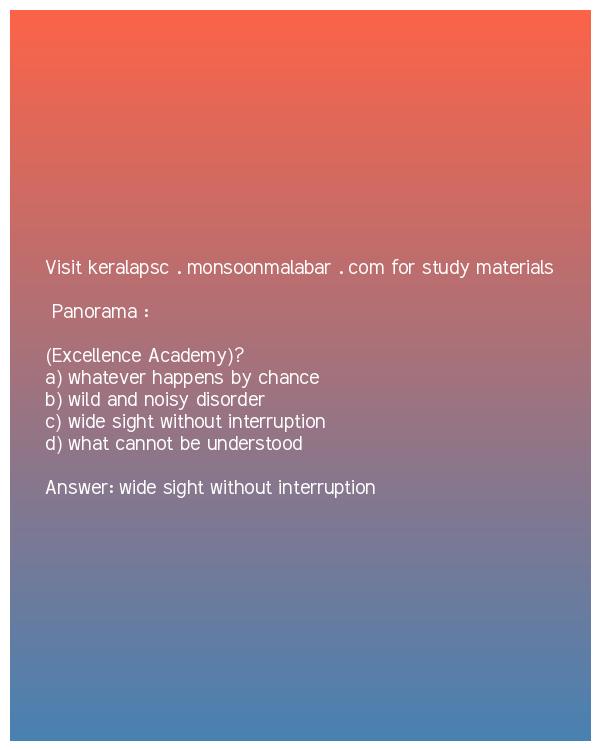 Visit keralapsc . monsoonmalabar . com for study materials
Panorama :
(Excellence Academy)?
a) whatever happens by chance
b) wild and noisy disorder
c) wide sight without interruption
d) what cannot be understood
Answer: wide sight without interruption